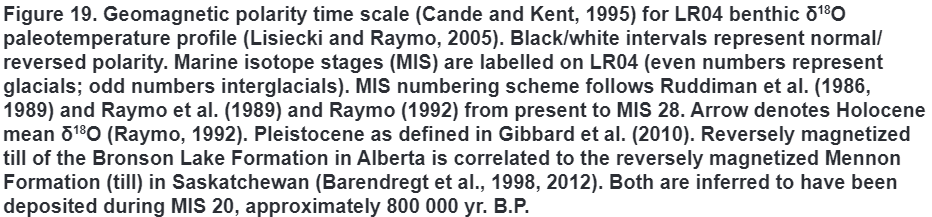 Figure 19. Geomagnetic polarity time scale (Cande and Kent, 1995) for LR04 benthic δ¹⁸O
paleotemperature profile (Lisiecki and Raymo, 2005). Black/white intervals represent normal/
reversed polarity. Marine isotope stages (MIS) are labelled on LR04 (even numbers represent
glacials; odd numbers interglacials). MIS numbering scheme follows Ruddiman et al. (1986,
1989) and Raymo et al. (1989) and Raymo (1992) from present to MIS 28. Arrow denotes Holocene
mean δ¹⁸O (Raymo, 1992). Pleistocene as defined in Gibbard et al. (2010). Reversely magnetized
till of the Bronson Lake Formation in Alberta is correlated to the reversely magnetized Mennon
Formation (till) in Saskatchewan (Barendregt et al., 1998, 2012). Both are inferred to have been
deposited during MIS 20, approximately 800 000 yr. B.P.